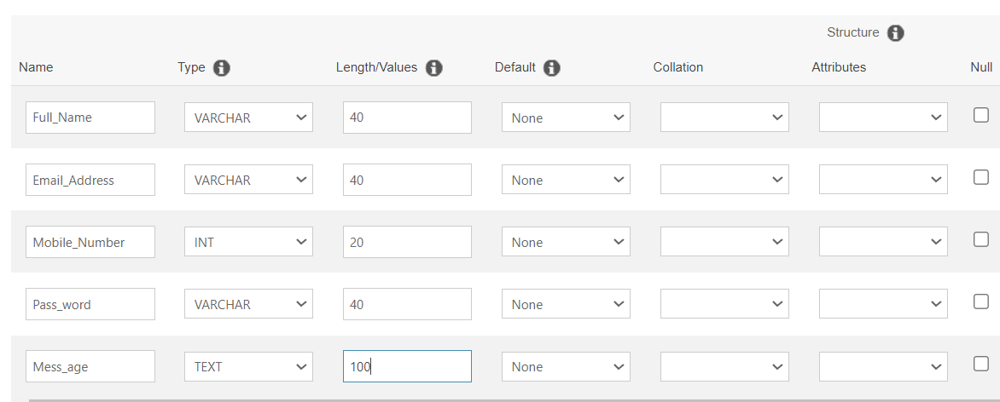 Structure
Name Type Length/Values Default Collation Attributes Null
Full_Name VARCHAR 40 None
Email_Address VARCHAR 40 None
Mobile_Number INT 20 None
Pass_word VARCHAR 40 None
Mess_age TEXT 100 None